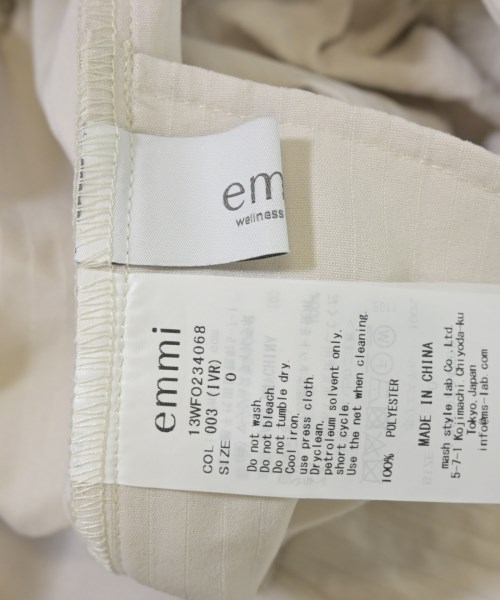 em
wellness
emmi
13WFO234068
COL 003 (IVR)
SIZE 0
Do not wash.
Do not bleach.
Do not tumble dry.
Cool iron.
use press cloth.
Dryclean.
petroleum solvent only.
short cycle.
Use the net when cleaning.
100% POLYESTER
MADE IN CHINA
mash style lab Co., Ltd.
5-7-1 Kojimachi Chiyoda-ku
Tokyo Japan
info@ms-lab.com